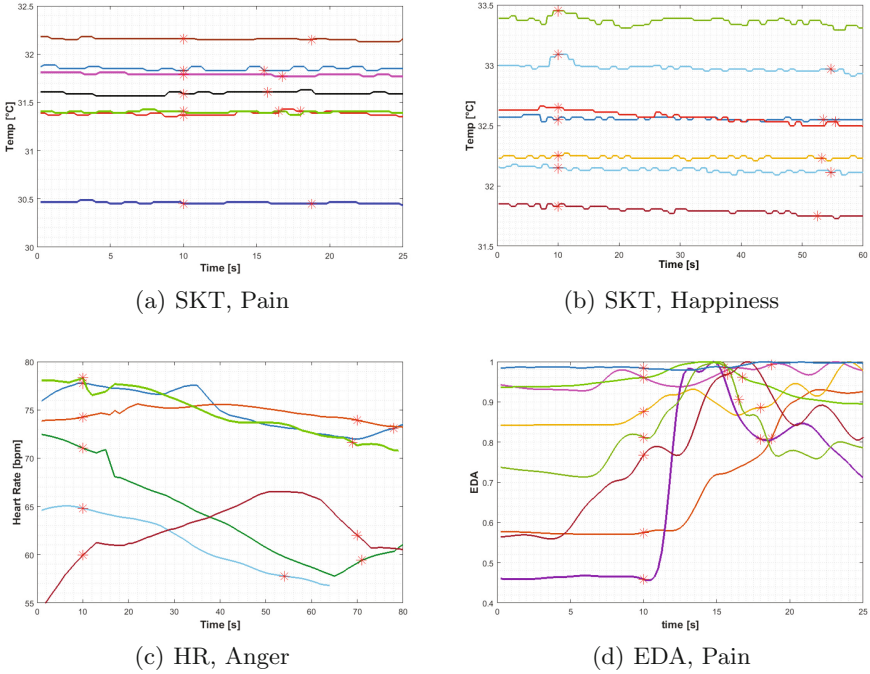 32.5
32
31.5
31
30.5
30
Temp [°C]
0 5 10 15 20 25
Time [s]
(a) SKT, Pain
33.5
33
32.5
32
31.5
Temp [°C]
0 10 20 30 40 50 60
Time [s]
(b) SKT, Happiness
80
75
70
65
60
55
Heart Rate [bpm]
0 10 20 30 40 50 60 70 80
Time [s]
(c) HR, Anger
1
0.9
0.8
0.7
0.6
0.5
0.4
EDA
0 5 10 15 20 25
time [s]
(d) EDA, Pain